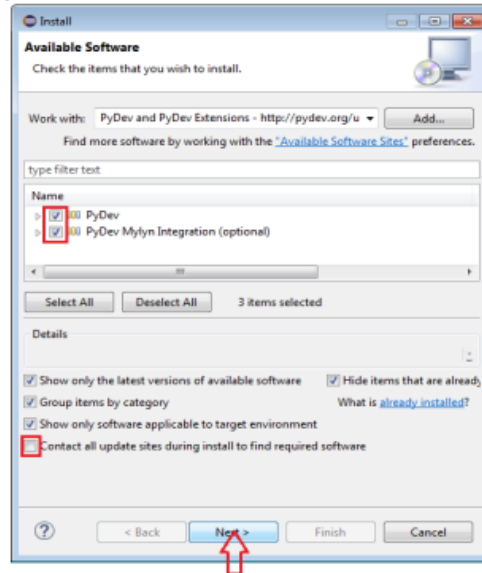 Install
Available Software
Check the items that you wish to install.
Work with: PyDev and PyDev Extensions - http://pydev.org/u Add...
Find more software by working with the "Available Software Sites" preferences.
type filter text
Name
PyDev
PyDev Mylyn Integration (optional)
Select All Deselect All 3 items selected
Details
Show only the latest versions of available software Hide items that are already
Group items by category What is already installed?
Show only software applicable to target environment
Contact all update sites during install to find required software
? < Back Next > Finish Cancel